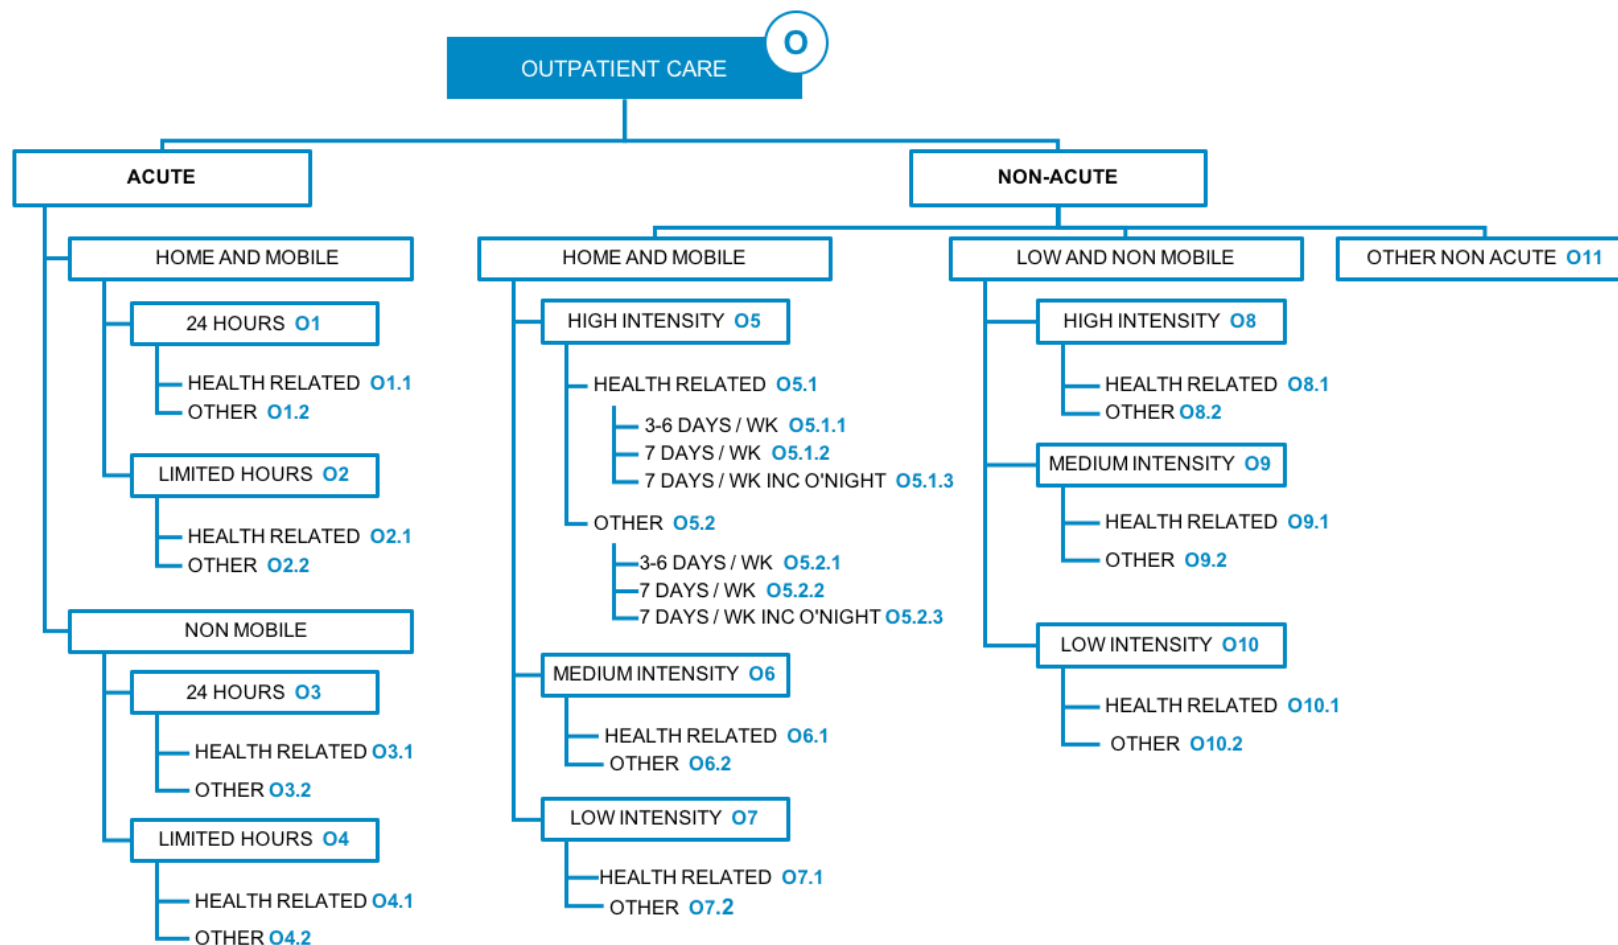 O
OUTPATIENT CARE
ACUTE
HOME AND MOBILE
24 HOURS O1
HEALTH RELATED O1.1
OTHER O1.2
LIMITED HOURS O2
HEALTH RELATED O2.1
OTHER O2.2
NON MOBILE
24 HOURS O3
HEALTH RELATED O3.1
OTHER O3.2
LIMITED HOURS O4
HEALTH RELATED O4.1
OTHER O4.2
NON-ACUTE
HOME AND MOBILE
HIGH INTENSITY O5
HEALTH RELATED O5.1
3-6 DAYS / WK O5.1.1
7 DAYS / WK O5.1.2
7 DAYS / WK INC O'NIGHT O5.1.3
OTHER O5.2
3-6 DAYS / WK O5.2.1
7 DAYS / WK O5.2.2
7 DAYS / WK INC O'NIGHT O5.2.3
MEDIUM INTENSITY O6
HEALTH RELATED O6.1
OTHER O6.2
LOW INTENSITY O7
HEALTH RELATED O7.1
OTHER O7.2
LOW AND NON MOBILE
HIGH INTENSITY O8
HEALTH RELATED O8.1
OTHER O8.2
MEDIUM INTENSITY O9
HEALTH RELATED O9.1
OTHER O9.2
LOW INTENSITY O10
HEALTH RELATED O10.1
OTHER O10.2
OTHER NON ACUTE O11